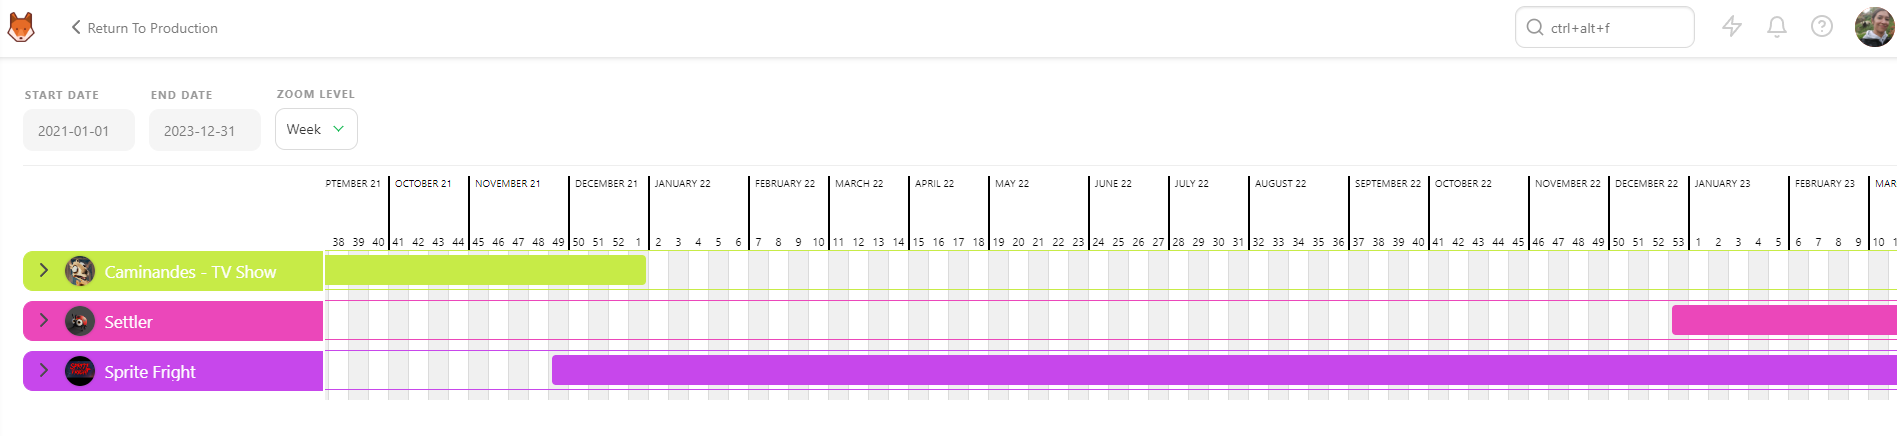 Return To Production
ctrl+alt+f
START DATE END DATE ZOOM LEVEL
2021-01-01 2023-12-31 Week
PTEMBER 21 OCTOBER 21 NOVEMBER 21 DECEMBER 21 JANUARY 22 FEBRUARY 22 MARCH 22 APRIL 22 MAY 22 JUNE 22 JULY 22 AUGUST 22 SEPTEMBER 22 OCTOBER 22 NOVEMBER 22 DECEMBER 22 JANUARY 23 FEBRUARY 23 MAR
38 39 40 41 42 43 44 45 46 47 48 49 50 51 52 1 2 3 4 5 6 7 8 9 10 11 12 13 14 15 16 17 18 19 20 21 22 23 24 25 26 27 28 29 30 31 32 33 34 35 36 37 38 39 40 41 42 43 44 45 46 47 48 49 50 51 52 53 1 2 3 4 5 6 7 8 9 10 1
Caminandes - TV Show
Settler
Sprite Fright